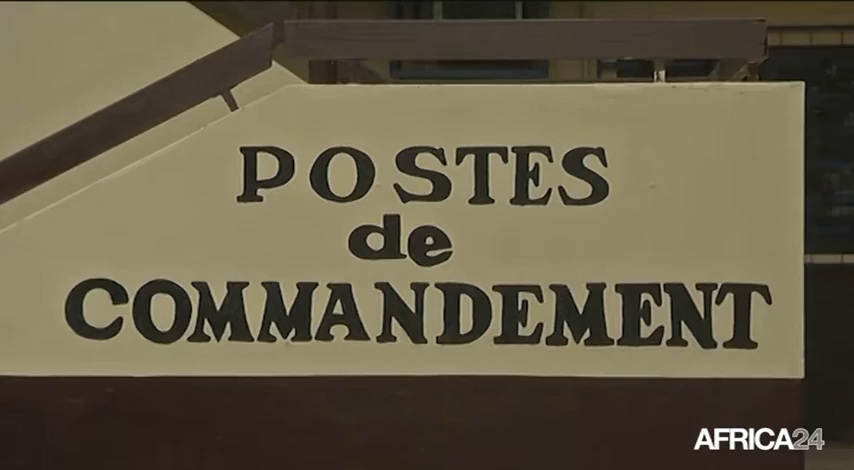 POSTES
de
COMMANDEMENT
AFRICA24